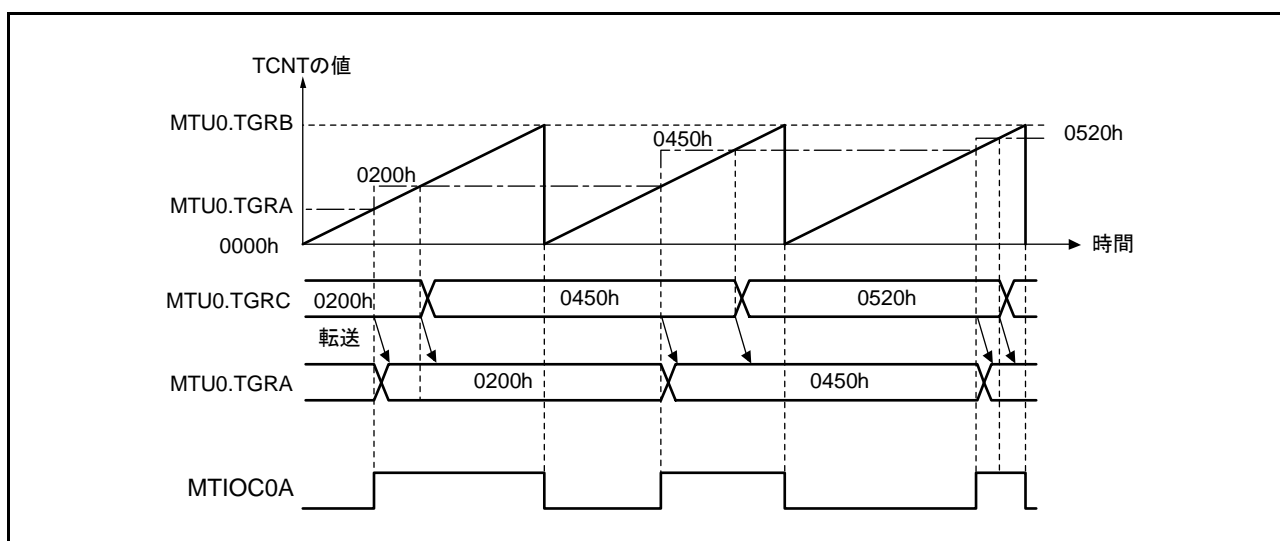 TCNTの値
MTU0.TGRB
0520h
0450h
0200h
MTU0.TGRA
0000h
時間
MTU0.TGRC
0200h
0450h
0520h
転送
MTU0.TGRA
0200h
0450h
MTIOC0A